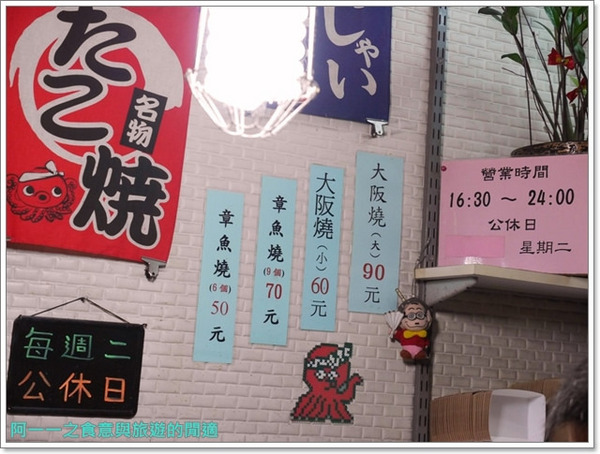 たこ焼
名物
しゃい
章魚燒
(6個)
50
元
章魚燒
(9個)
70
元
大阪燒
(小)
60
元
大阪燒
(大)
90
元
營業時間
16:30 ～ 24:00
公休日
星期二
每週二
公休日
阿一一之食意與旅遊的閒適